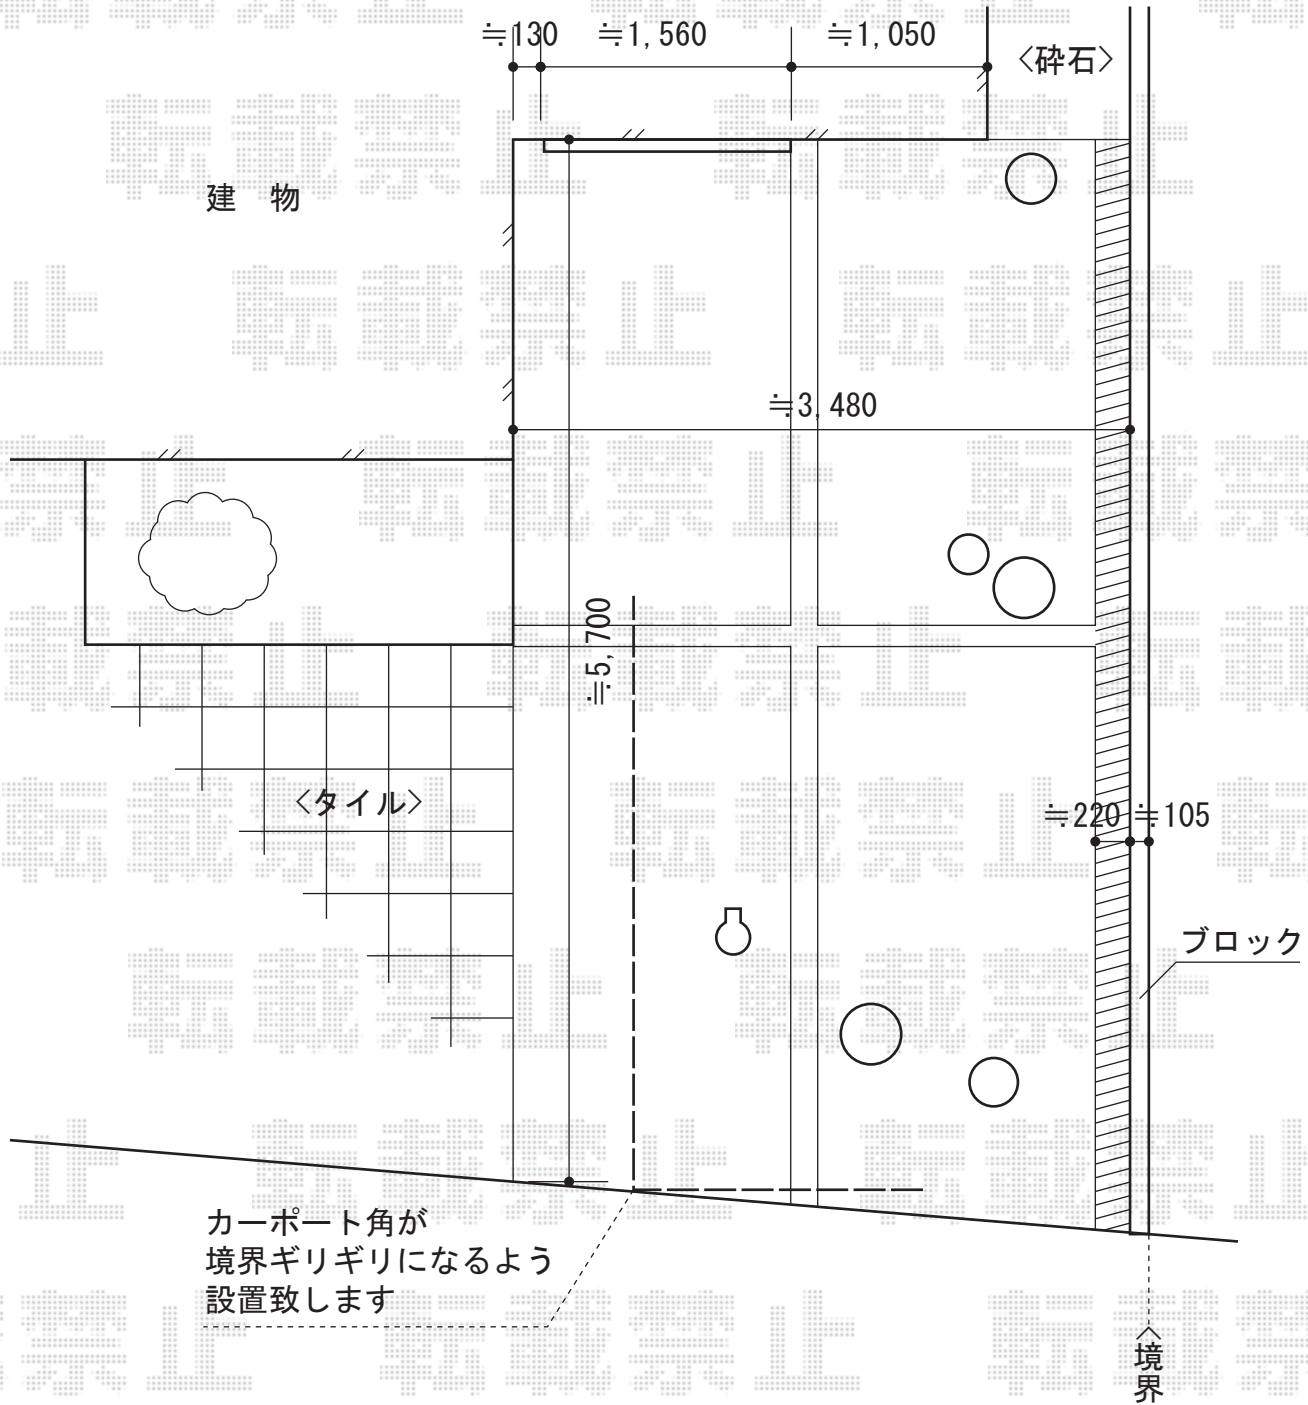 ≒130 ≒1,560 ≒1,050
〈砕石〉
建 物
≒3,480
≒5,700
〈タイル〉
≒220 ≒105
ブロック
カーポート角が
境界ギリギリになるよう
設置致します
〈境界
転載禁止